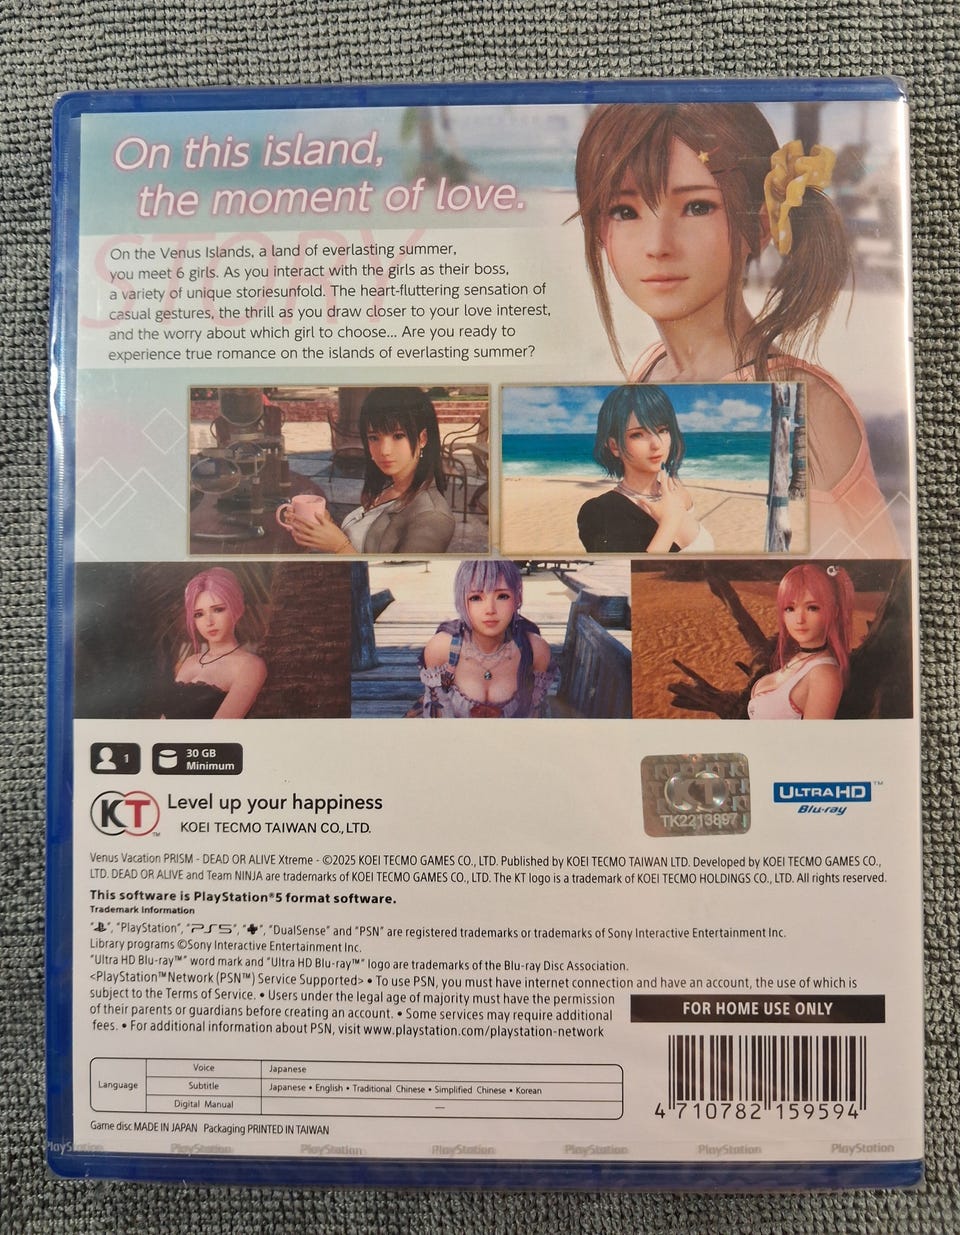 On this island,
the moment of love.
STORY
On the Venus Islands, a land of everlasting summer,
you meet 6 girls. As you interact with the girls as their boss,
a variety of unique storiesunfold. The heart-fluttering sensation of
casual gestures, the thrill as you draw closer to your love interest,
and the worry about which girl to choose... Are you ready to
experience true romance on the islands of everlasting summer?
1
30 GB
Minimum
KT
TM
Level up your happiness
KOEI TECMO TAIWAN CO., LTD.
KT
TK2213897
ULTRA HD
Blu-ray™
Venus Vacation PRISM - DEAD OR ALIVE Xtreme - ©2025 KOEI TECMO GAMES CO., LTD. Published by KOEI TECMO TAIWAN LTD. Developed by KOEI TECMO GAMES CO.,
LTD. DEAD OR ALIVE and Team NINJA are trademarks of KOEI TECMO GAMES CO., LTD. The KT logo is a trademark of KOEI TECMO HOLDINGS CO., LTD. All rights reserved.
This software is PlayStation®5 format software.
Trademark Information
"PS", "PlayStation", "PS5", "DualSense" and "PSN" are registered trademarks or trademarks of Sony Interactive Entertainment Inc.
Library programs ©Sony Interactive Entertainment Inc.
"Ultra HD Blu-ray™" word mark and "Ultra HD Blu-ray™" logo are trademarks of the Blu-ray Disc Association.
<PlayStation™Network (PSN™) Service Supported> • To use PSN, you must have internet connection and have an account, the use of which is
subject to the Terms of Service. • Users under the legal age of majority must have the permission
of their parents or guardians before creating an account. • Some services may require additional
fees. • For additional information about PSN, visit www.playstation.com/playstation-network
FOR HOME USE ONLY
Language
Voice Japanese
Subtitle Japanese • English • Traditional Chinese • Simplified Chinese • Korean
Digital Manual —
4 710782 159594
Game disc MADE IN JAPAN Packaging PRINTED IN TAIWAN
PlayStation PlayStation PlayStation PlayStation PlayStation PlayStation PlayStation